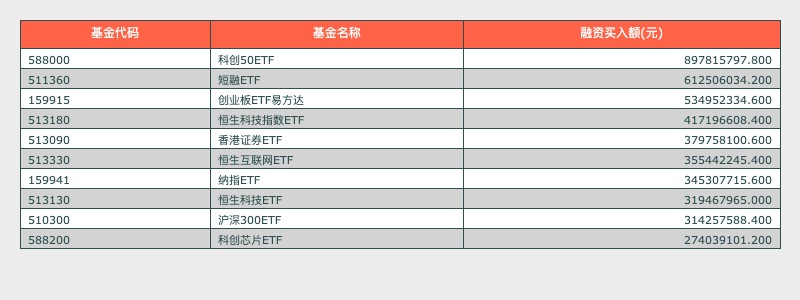 基金代码 基金名称 融资买入额(元)
588000 科创50ETF 897815797.800
511360 短融ETF 612506034.200
159915 创业板ETF易方达 534952334.600
513180 恒生科技指数ETF 417196608.400
513090 香港证券ETF 379758100.600
513330 恒生互联网ETF 355442245.400
159941 纳指ETF 345307715.600
513130 恒生科技ETF 319467965.000
510300 沪深300ETF 314257588.400
588200 科创芯片ETF 274039101.200